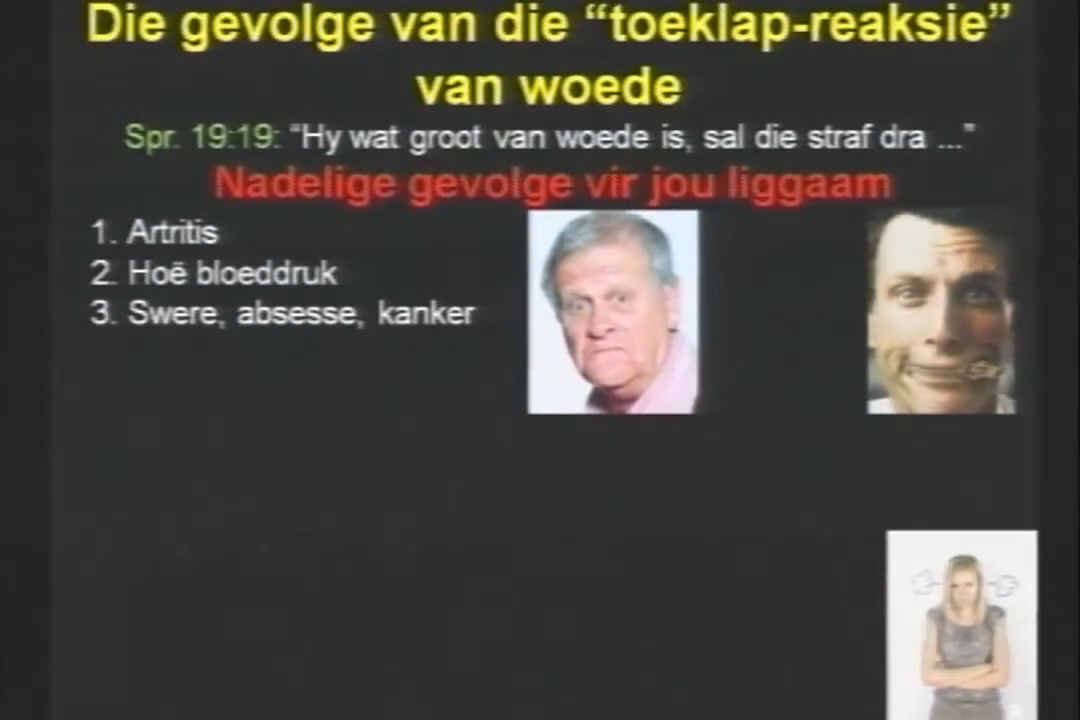 Die gevolge van die “toeklap-reaksie”
van woede
Spr. 19:19: “Hy wat groot van woede is, sal die straf dra ...”
Nadelige gevolge vir jou liggaam
1. Artritis
2. Hoë bloeddruk
3. Swere, absesse, kanker